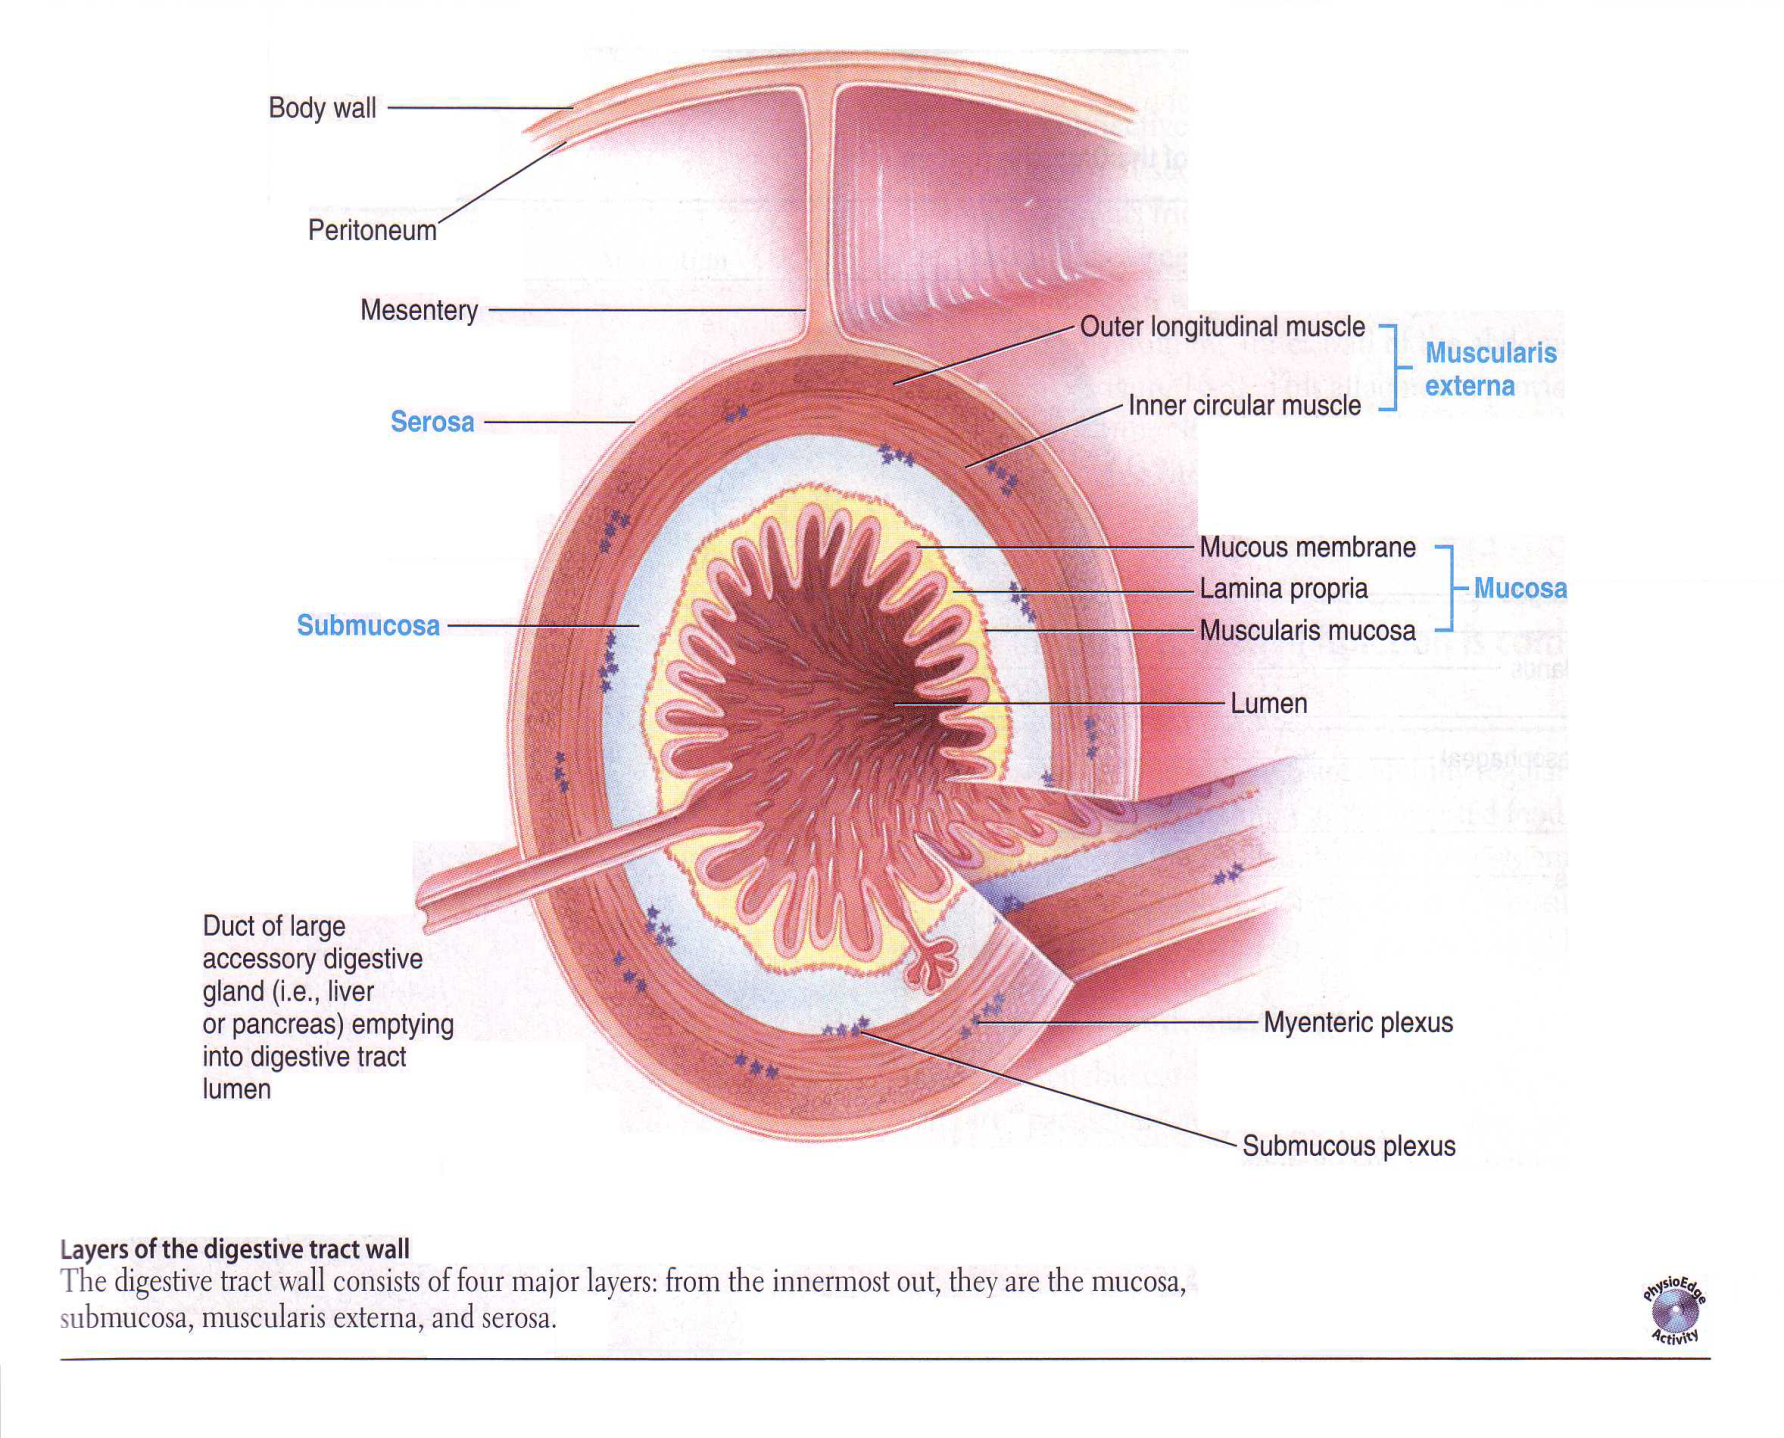 Body wall
Peritoneum
Mesentery
Outer longitudinal muscle
Muscularis
externa
Inner circular muscle
Serosa
Mucous membrane
Lamina propria
Mucosa
Muscularis mucosa
Submucosa
Lumen
Duct of large
accessory digestive
gland (i.e., liver
or pancreas) emptying
into digestive tract
lumen
Myenteric plexus
Submucous plexus
Layers of the digestive tract wall
The digestive tract wall consists of four major layers: from the innermost out, they are the mucosa,
submucosa, muscularis externa, and serosa.
PhysioEdge
Activity